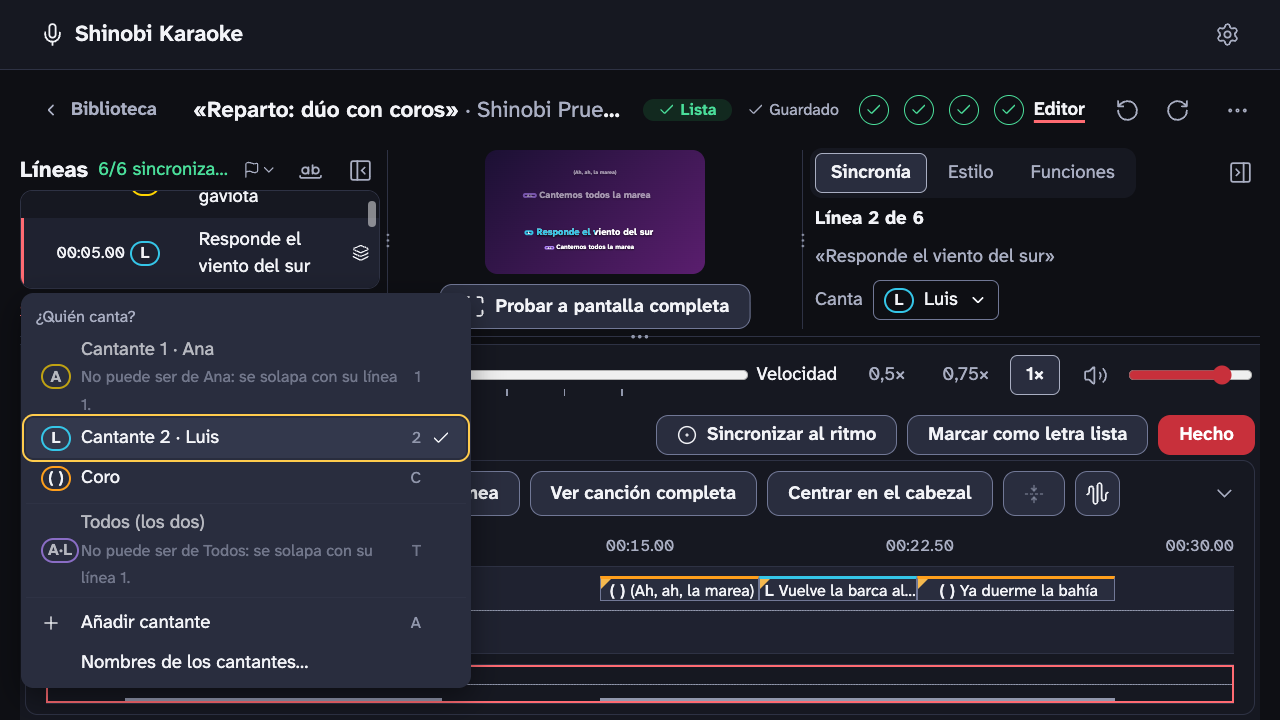 Shinobi Karaoke
Biblioteca
«Reparto: dúo con coros» · Shinobi Prue...
Lista
Guardado
Editor
Líneas
6/6 sincroniza...
ab
gaviota
00:05.00
L
Responde el
viento del sur
(Ah, ah, la marea)
Cantemos todos la marea
Responde el viento del sur
Cantemos todos la marea
Probar a pantalla completa
Sincronía
Estilo
Funciones
Línea 2 de 6
«Responde el viento del sur»
Canta
L
Luis
¿Quién canta?
Cantante 1 · Ana
A
No puede ser de Ana: se solapa con su línea
1.
1
L
Cantante 2 · Luis
2
( )
Coro
C
Todos (los dos)
A·L
No puede ser de Todos: se solapa con su
línea 1.
T
Añadir cantante
A
Nombres de los cantantes...
Velocidad
0,5×
0,75×
1×
Sincronizar al ritmo
Marcar como letra lista
Hecho
nea
Ver canción completa
Centrar en el cabezal
00:15.00
00:22.50
00:30.00
( ) (Ah, ah, la marea)
L Vuelve la barca al...
( ) Ya duerme la bahía